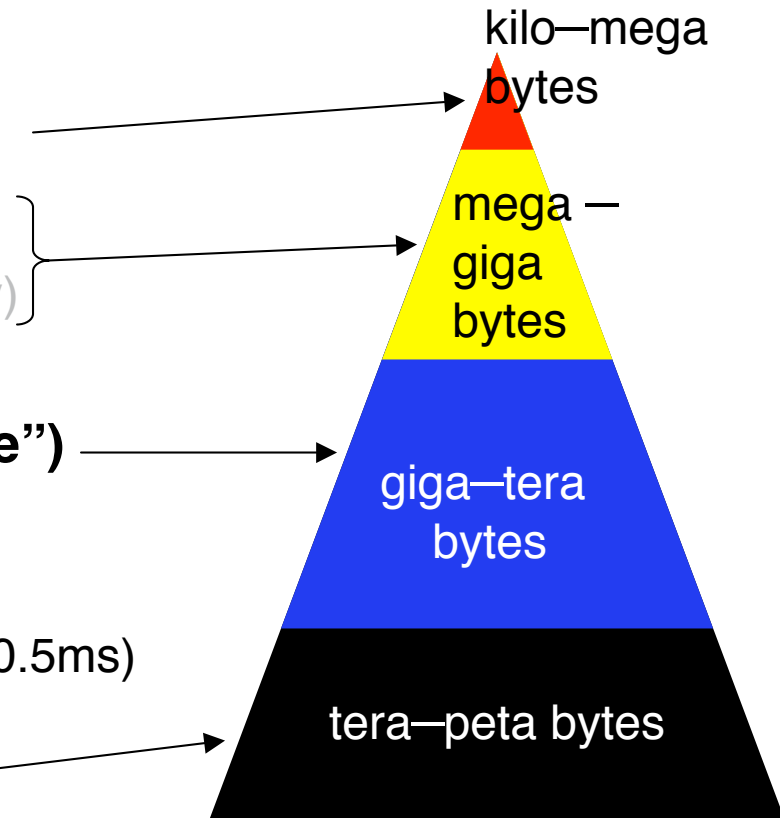 kilo—mega
bytes
mega —
giga
bytes
)
e”)
giga—tera
bytes
0.5ms)
tera—peta bytes